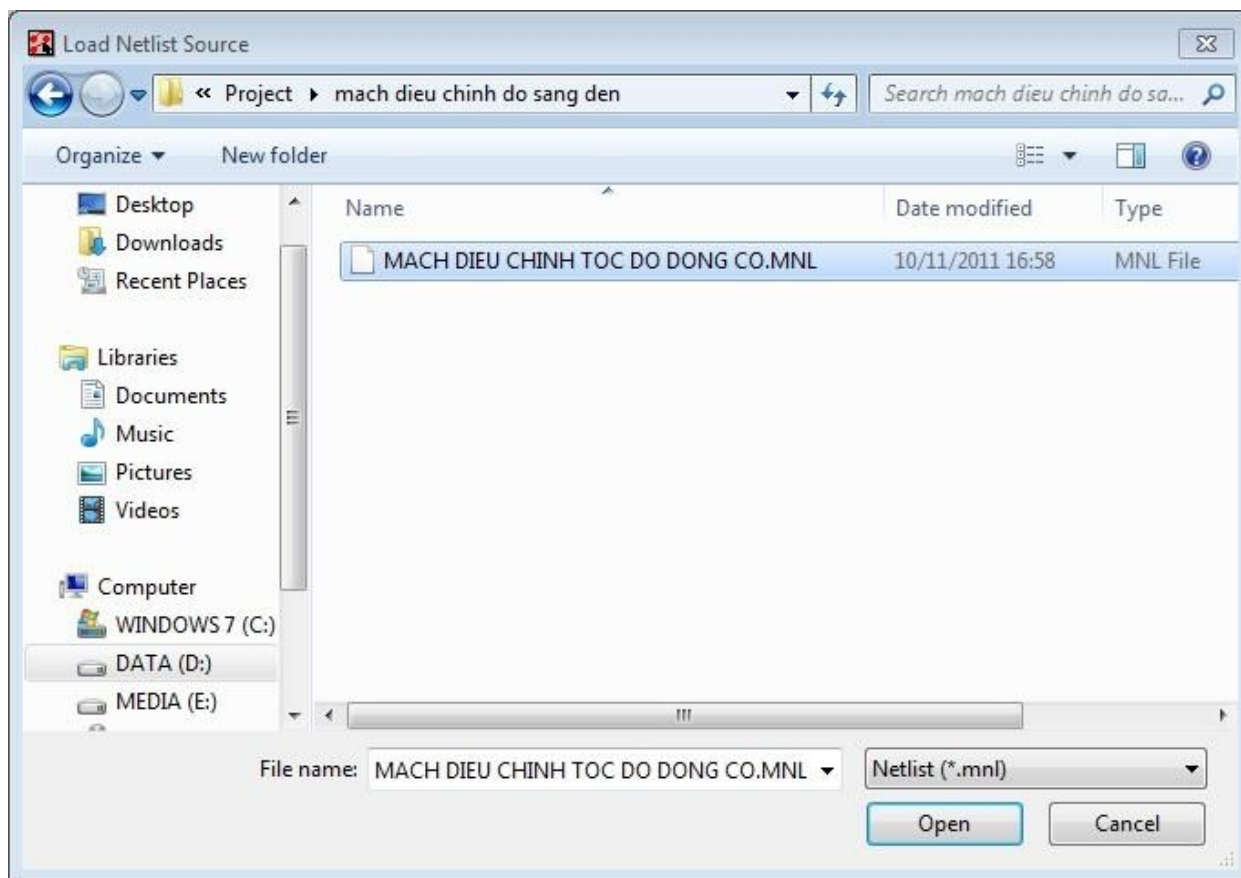 Load Netlist Source
« Project ▸ mach dieu chinh do sang den
Search mach dieu chinh do sa...
Organize ▾ New folder
Desktop
Downloads
Recent Places
Libraries
Documents
Music
Pictures
Videos
Computer
WINDOWS 7 (C:)
DATA (D:)
MEDIA (E:)
Name Date modified Type
MACH DIEU CHINH TOC DO DONG CO.MNL 10/11/2011 16:58 MNL File
File name: MACH DIEU CHINH TOC DO DONG CO.MNL Netlist (*.mnl)
Open Cancel